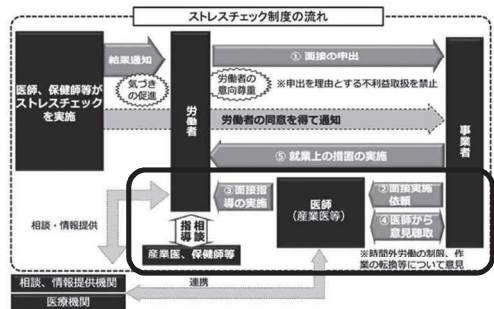 ストレスチェック制度の流れ
医師、保健師等が
ストレスチェック
を実施
結果通知
気づき
の促進
労働者
① 面接の申出
労働者の
意向尊重
※申出を理由とする不利益取扱を禁止
労働者の同意を得て通知
事業者
⑤ 就業上の措置の実施
③面接指
導の実施
医師
(産業医等)
②面接実施
依頼
④医師から
意見聴取
※時間外労働の制限、作
業の転換等について意見
相談・情報提供
指導
相談
産業医、保健師等
相談、情報提供機関
医療機関
連携